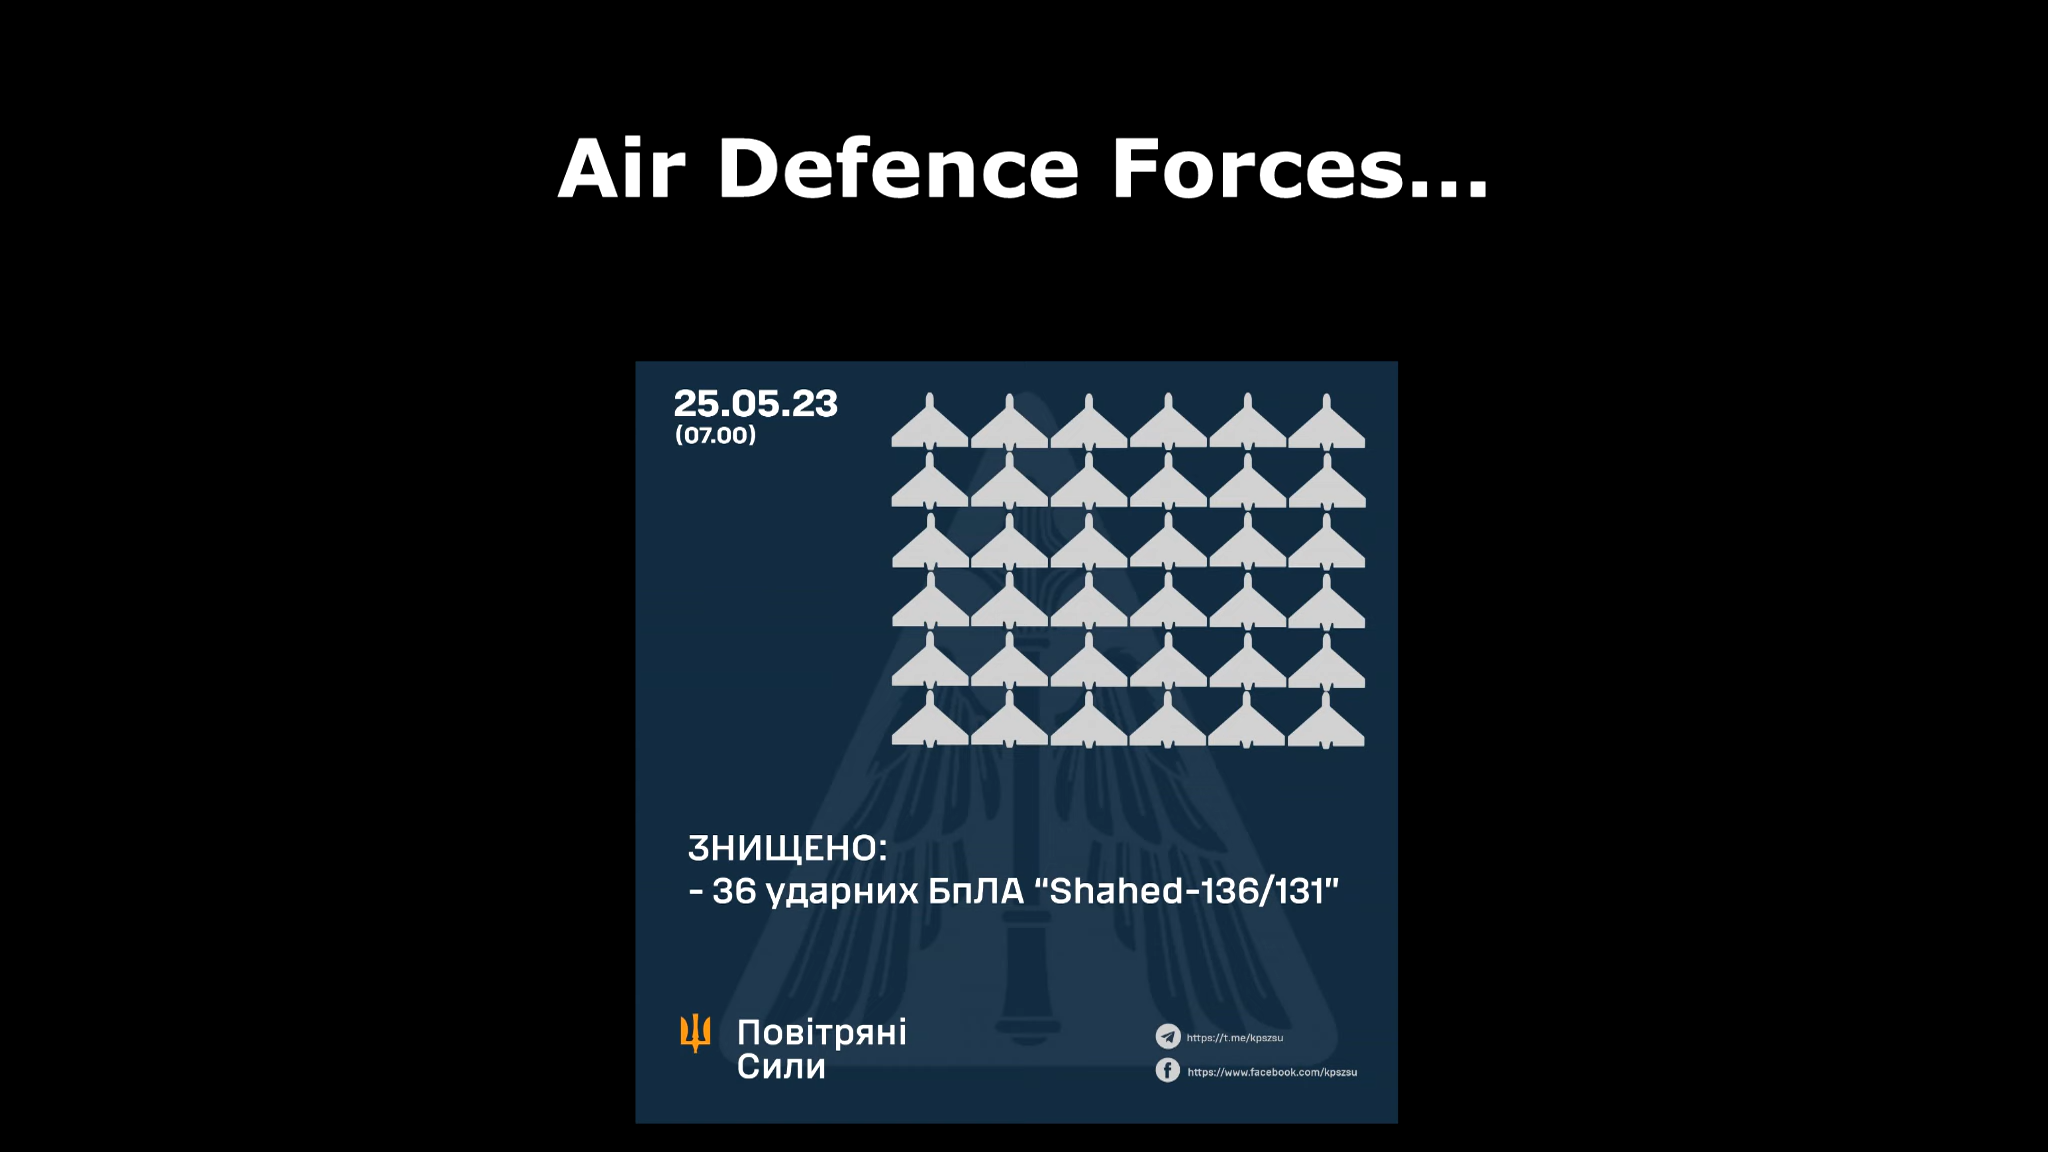 Air Defence Forces...
25.05.23
(07.00)
ЗНИЩЕНО:
- 36 ударних БпЛА “Shahed-136/131”
Повітряні
Сили
https://t.me/kpszsu
https://www.facebook.com/kpszsu